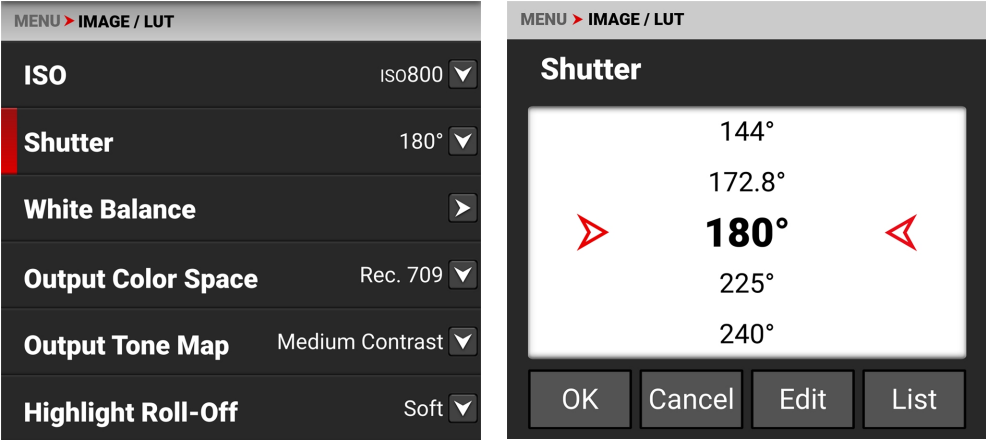 MENU IMAGE / LUT
ISO ISO800
Shutter 180°
White Balance
Output Color Space Rec. 709
Output Tone Map Medium Contrast
Highlight Roll-Off Soft
MENU IMAGE / LUT
Shutter
144°
172.8°
180°
225°
240°
OK Cancel Edit List